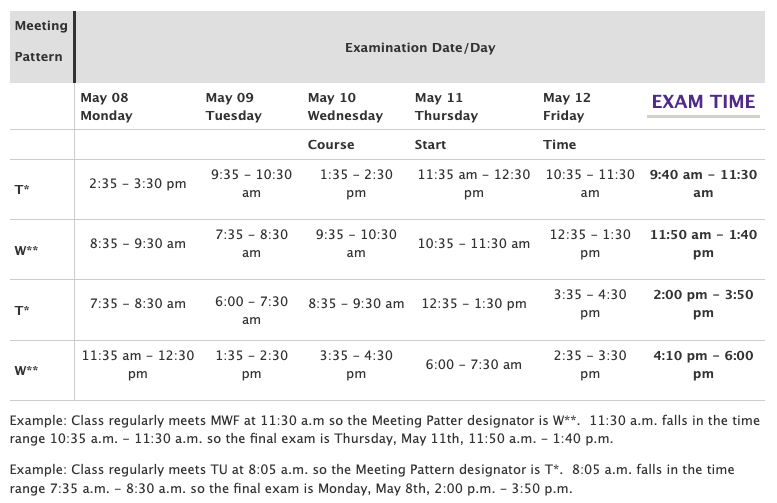 Meeting
Pattern
Examination Date/Day
May 08 Monday
May 09 Tuesday
May 10 Wednesday
May 11 Thursday
May 12 Friday
EXAM TIME
Course Start Time
T* 2:35 – 3:30 pm 9:35 – 10:30 am 1:35 – 2:30 pm 11:35 am – 12:30 pm 10:35 – 11:30 am 9:40 am – 11:30 am
W** 8:35 – 9:30 am 7:35 – 8:30 am 9:35 – 10:30 am 10:35 – 11:30 am 12:35 – 1:30 pm 11:50 am – 1:40 pm
T* 7:35 – 8:30 am 6:00 – 7:30 am 8:35 – 9:30 am 12:35 – 1:30 pm 3:35 – 4:30 pm 2:00 pm – 3:50 pm
W** 11:35 am – 12:30 pm 1:35 – 2:30 pm 3:35 – 4:30 pm 6:00 – 7:30 am 2:35 – 3:30 pm 4:10 pm – 6:00 pm
Example: Class regularly meets MWF at 11:30 a.m so the Meeting Patter designator is W**.  11:30 a.m. falls in the time
range 10:35 a.m. – 11:30 a.m. so the final exam is Thursday, May 11th, 11:50 a.m. – 1:40 p.m.
Example: Class regularly meets TU at 8:05 a.m. so the Meeting Pattern designator is T*.  8:05 a.m. falls in the time
range 7:35 a.m. – 8:30 a.m. so the final exam is Monday, May 8th, 2:00 p.m. – 3:50 p.m.